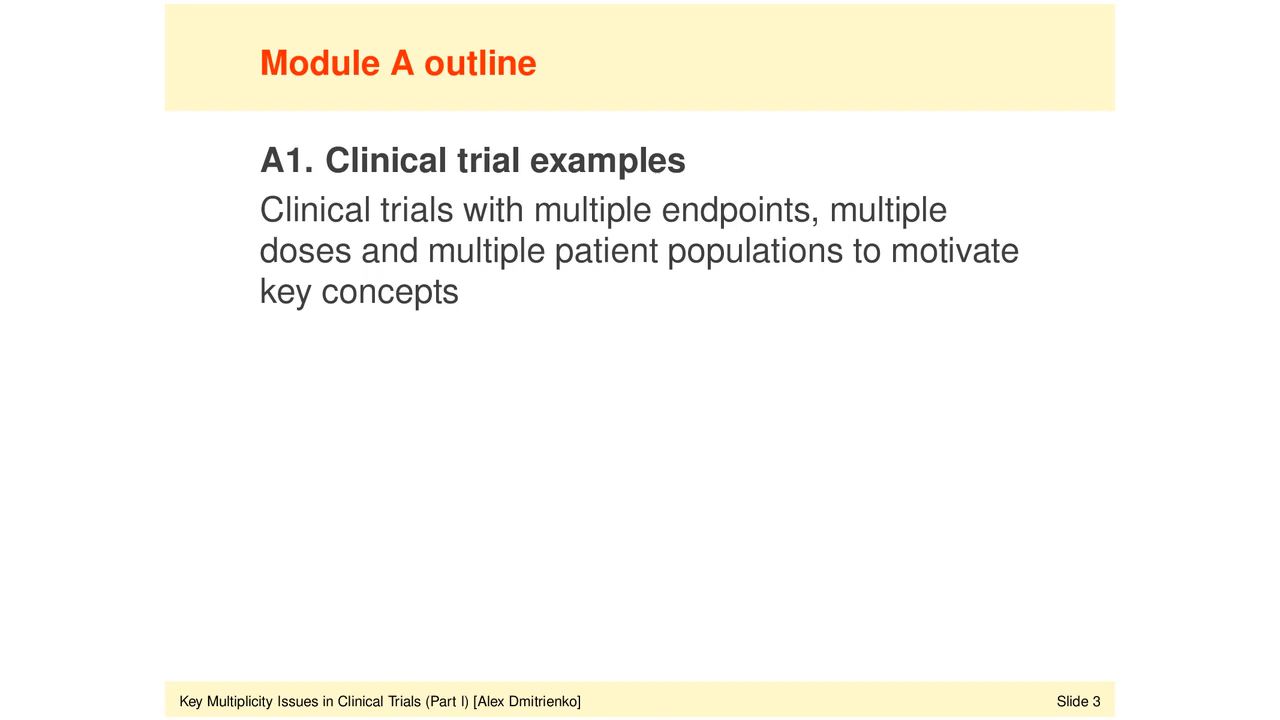 Module A outline
A1. Clinical trial examples
Clinical trials with multiple endpoints, multiple
doses and multiple patient populations to motivate
key concepts
Key Multiplicity Issues in Clinical Trials (Part I) [Alex Dmitrienko]
Slide 3